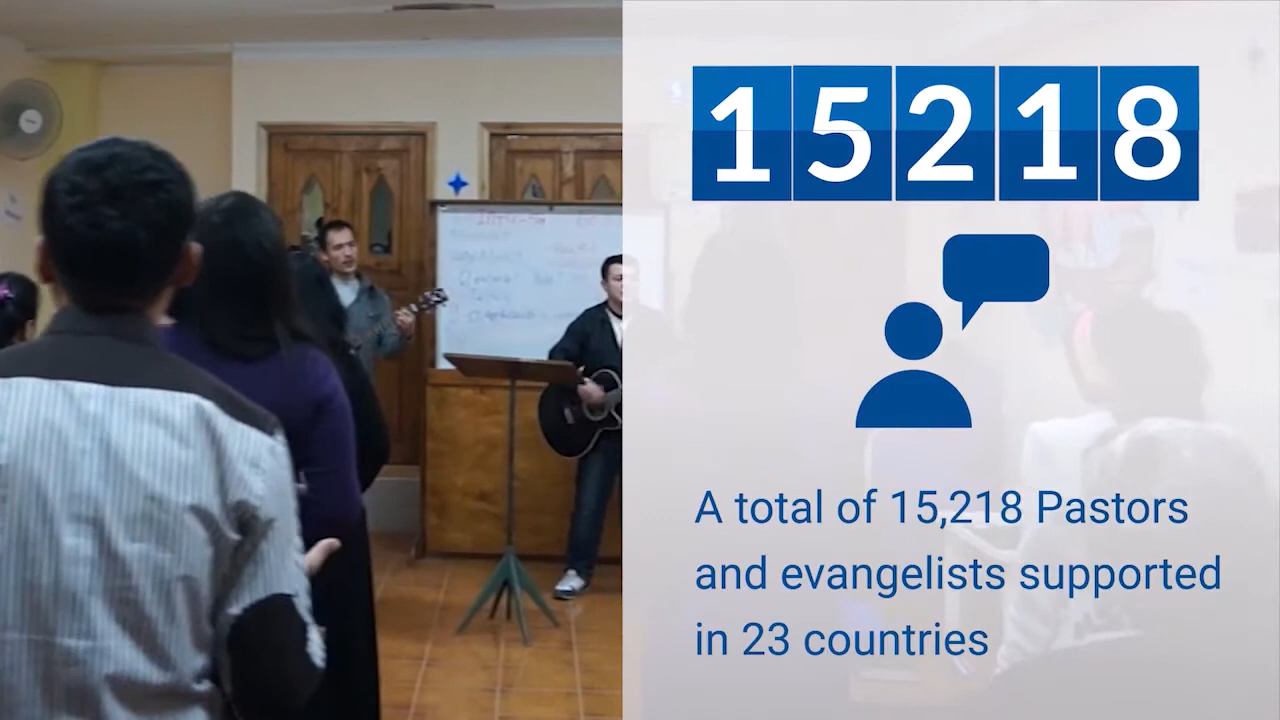 15218
A total of 15,218 Pastors
and evangelists supported
in 23 countries